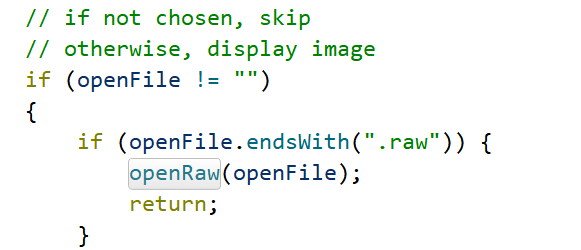 // if not chosen, skip
// otherwise, display image
if (openFile != "")
{
    if (openFile.endsWith(".raw")) {
        openRaw(openFile);
        return;
    }